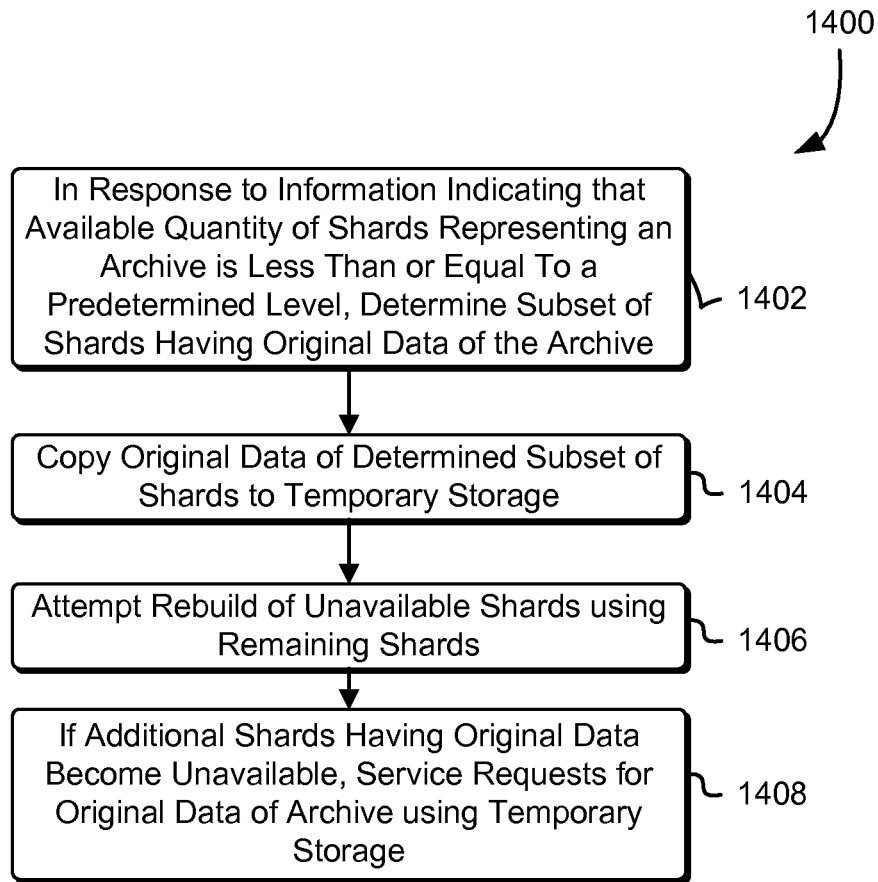 1400
In Response to Information Indicating that
Available Quantity of Shards Representing an
Archive is Less Than or Equal To a
Predetermined Level, Determine Subset of
Shards Having Original Data of the Archive
1402
Copy Original Data of Determined Subset of
Shards to Temporary Storage
1404
Attempt Rebuild of Unavailable Shards using
Remaining Shards
1406
If Additional Shards Having Original Data
Become Unavailable, Service Requests for
Original Data of Archive using Temporary
Storage
1408